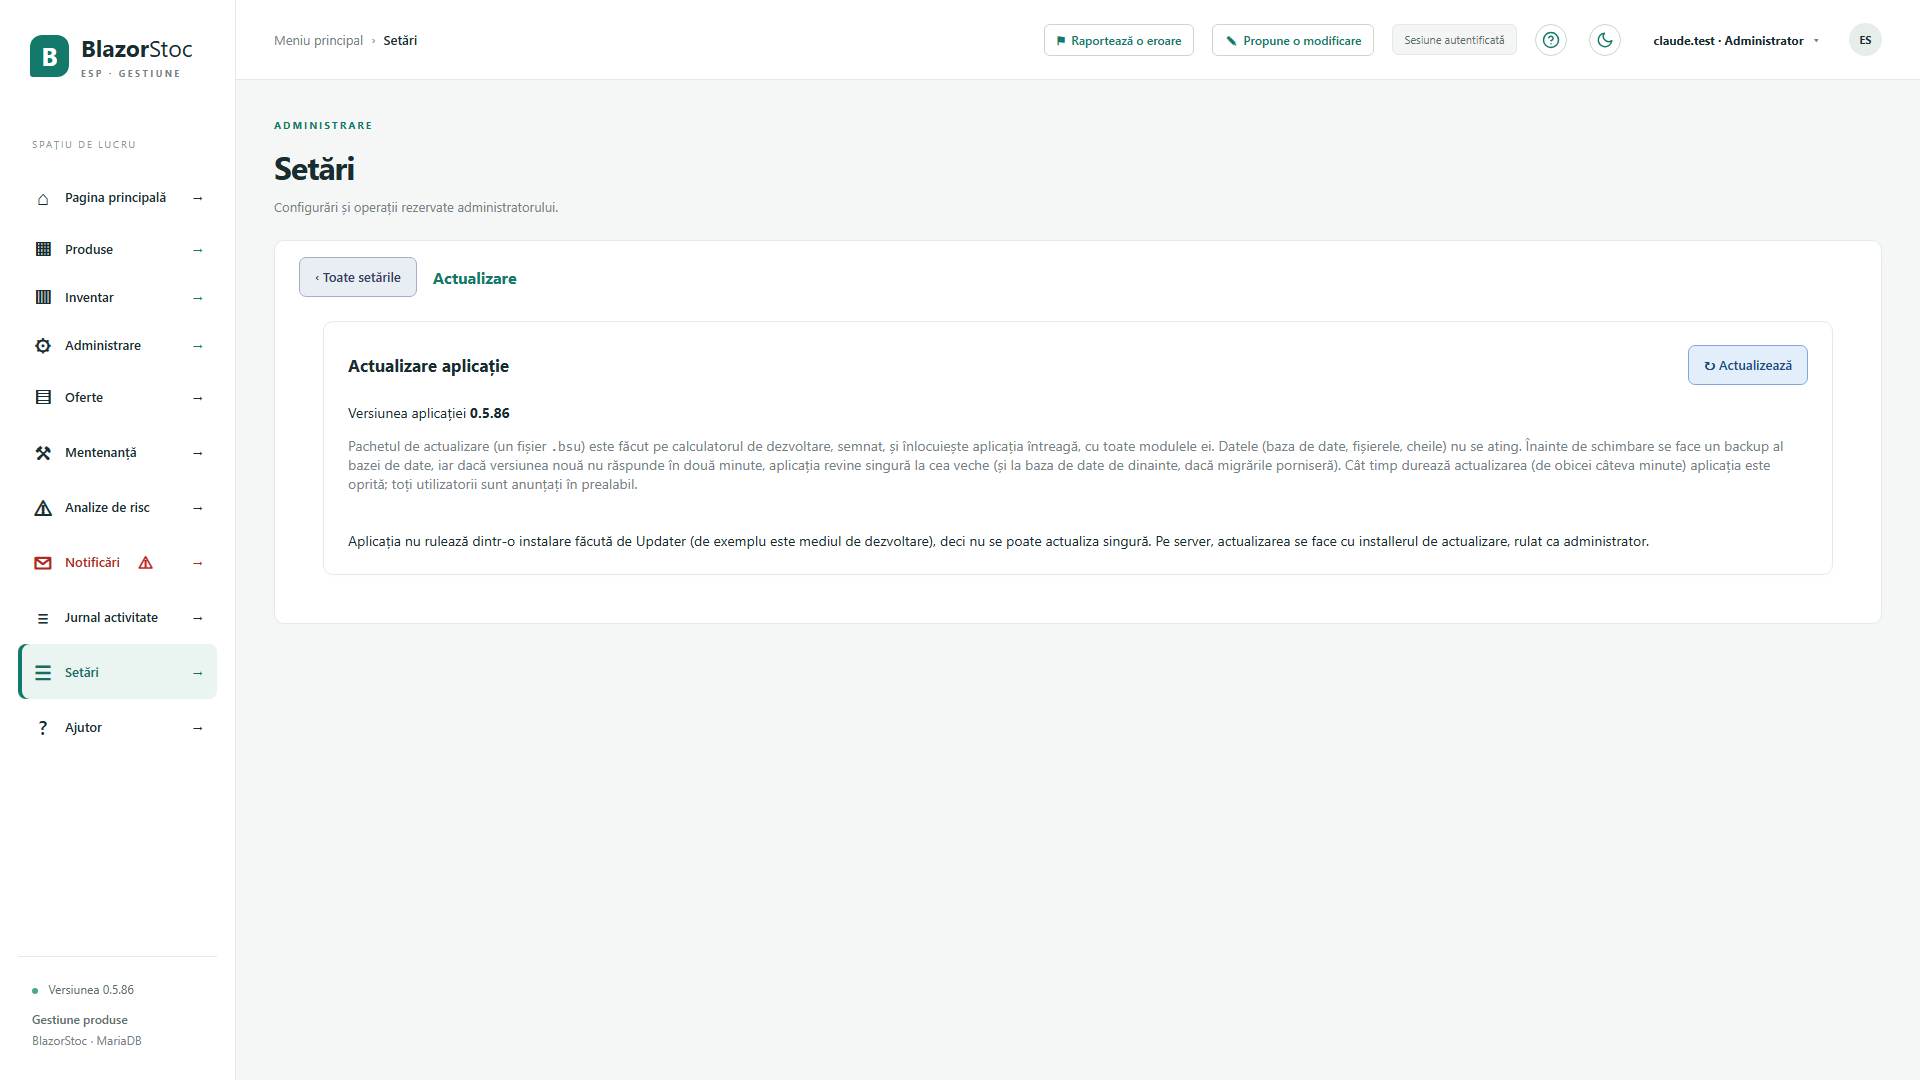 B
BlazorStoc
ESP · GESTIUNE
SPAȚIU DE LUCRU
Pagina principală →
Produse →
Inventar →
Administrare →
Oferte →
Mentenanță →
Analize de risc →
Notificări →
Jurnal activitate →
Setări →
? Ajutor →
Versiunea 0.5.86
Gestiune produse
BlazorStoc · MariaDB
Meniu principal › Setări
Raportează o eroare
Propune o modificare
Sesiune autentificată
claude.test · Administrator
ES
ADMINISTRARE
Setări
Configurări și operații rezervate administratorului.
‹ Toate setările
Actualizare
Actualizare aplicație
↻ Actualizează
Versiunea aplicației 0.5.86
Pachetul de actualizare (un fișier .bsu) este făcut pe calculatorul de dezvoltare, semnat, și înlocuiește aplicația întreagă, cu toate modulele ei. Datele (baza de date, fișierele, cheile) nu se ating. Înainte de schimbare se face un backup al
bazei de date, iar dacă versiunea nouă nu răspunde în două minute, aplicația revine singură la cea veche (și la baza de date de dinainte, dacă migrările porniseră). Cât timp durează actualizarea (de obicei câteva minute) aplicația este
oprită; toți utilizatorii sunt anunțați în prealabil.
Aplicația nu rulează dintr-o instalare făcută de Updater (de exemplu este mediul de dezvoltare), deci nu se poate actualiza singură. Pe server, actualizarea se face cu installerul de actualizare, rulat ca administrator.